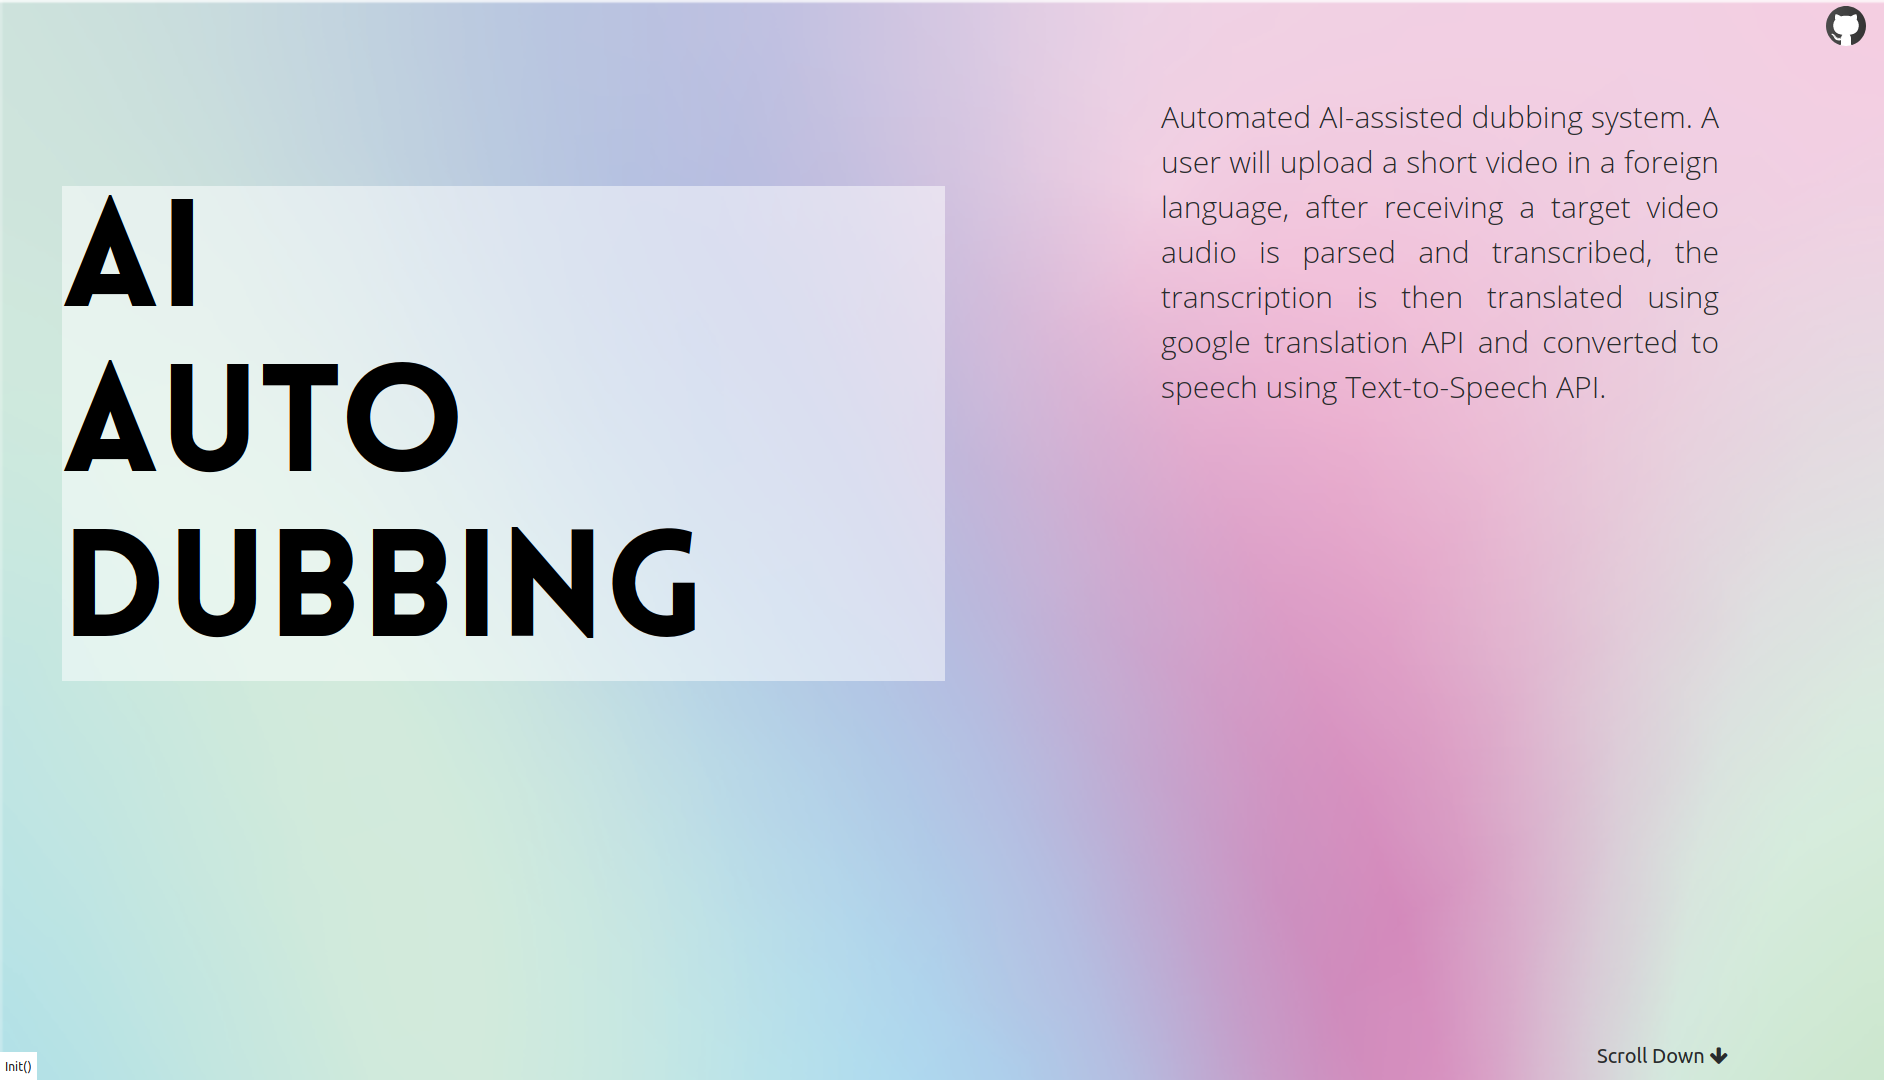 AI
AUTO
DUBBING
Automated AI-assisted dubbing system. A
user will upload a short video in a foreign
language, after receiving a target video
audio is parsed and transcribed, the
transcription is then translated using
google translation API and converted to
speech using Text-to-Speech API.
Scroll Down
Init()